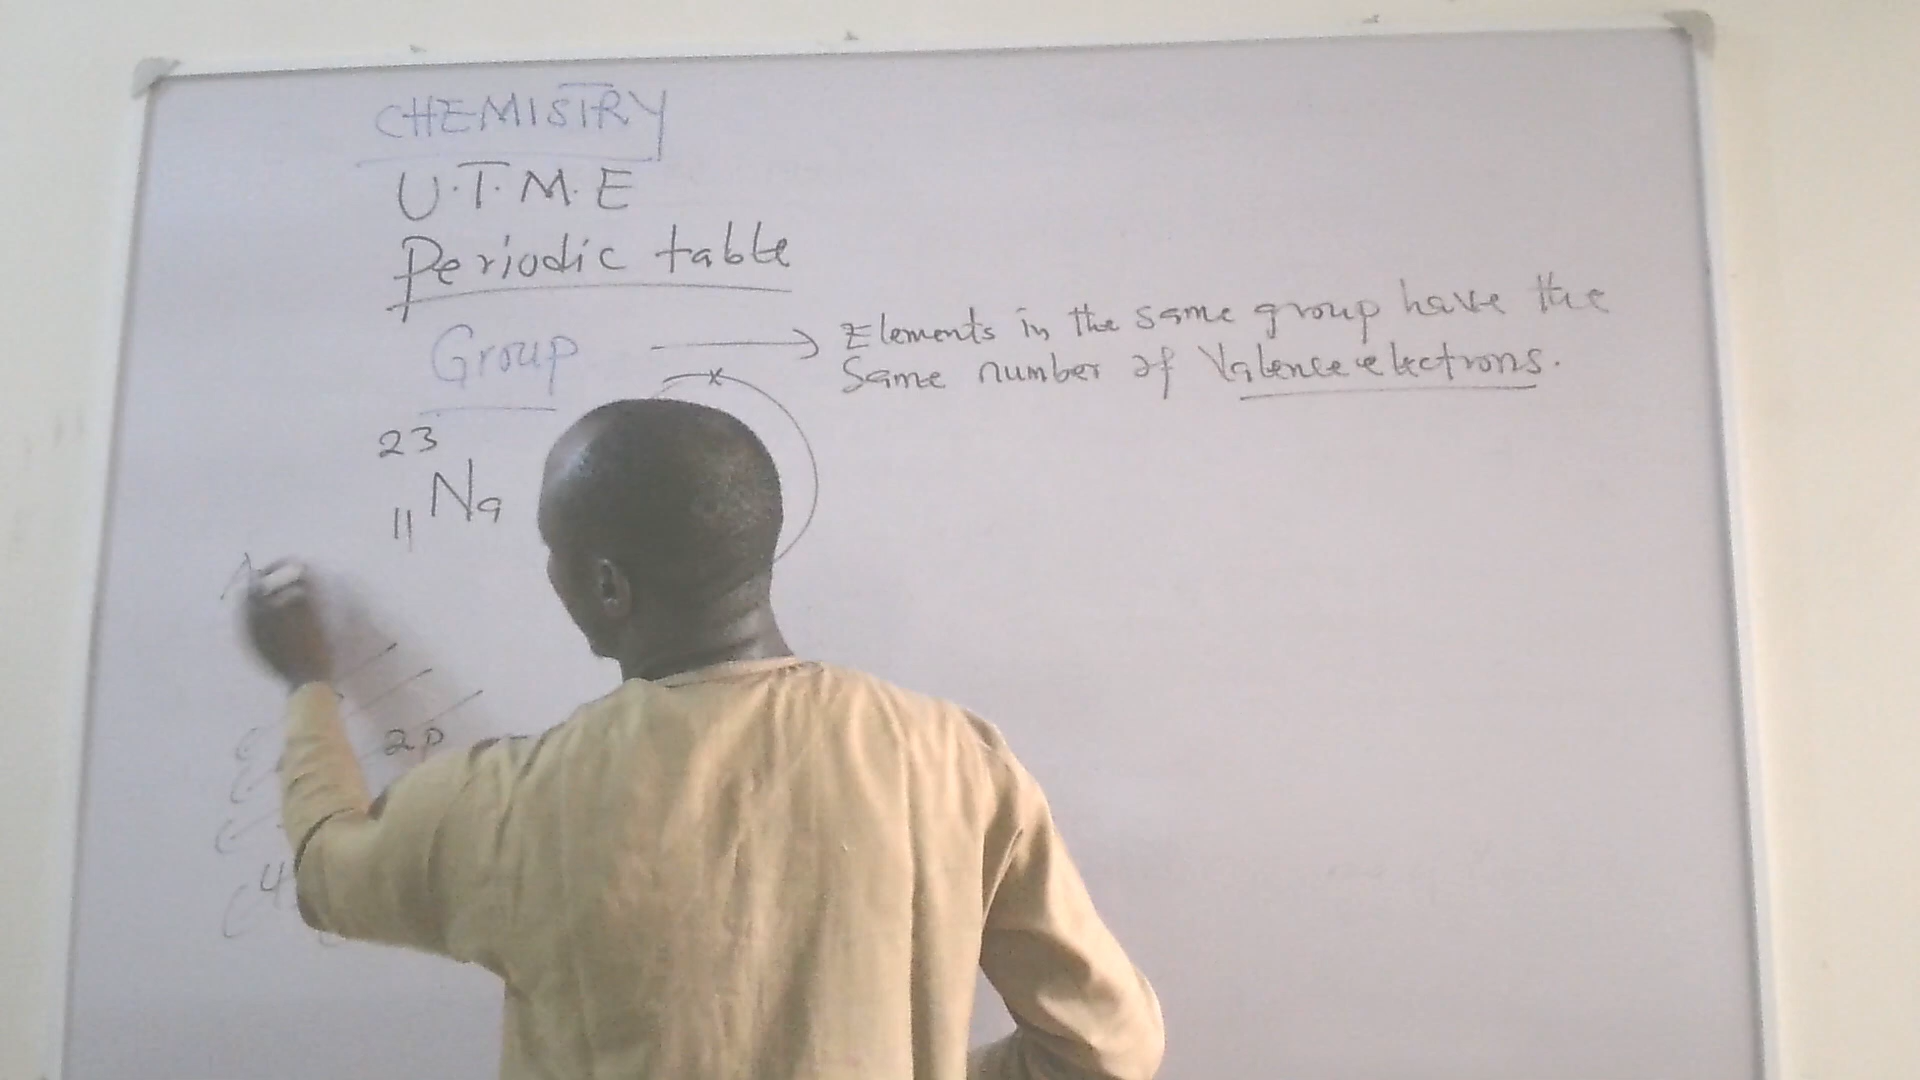 CHEMISTRY
U.T.M.E
Periodic table
Group → Elements in the same group have the
Same number of Valence electrons.
23
11 Na
2p
4